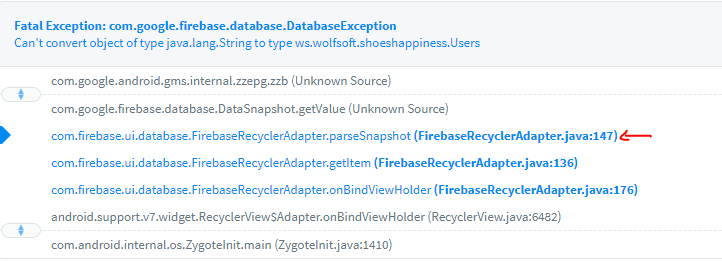 Fatal Exception: com.google.firebase.database.DatabaseException
Can't convert object of type java.lang.String to type ws.wolfsoft.shoeshappiness.Users
com.google.android.gms.internal.zzepg.zzb (Unknown Source)
com.google.firebase.database.DataSnapshot.getValue (Unknown Source)
com.firebase.ui.database.FirebaseRecyclerAdapter.parseSnapshot (FirebaseRecyclerAdapter.java:147)
com.firebase.ui.database.FirebaseRecyclerAdapter.getItem (FirebaseRecyclerAdapter.java:136)
com.firebase.ui.database.FirebaseRecyclerAdapter.onBindViewHolder (FirebaseRecyclerAdapter.java:176)
android.support.v7.widget.RecyclerView$Adapter.onBindViewHolder (RecyclerView.java:6482)
com.android.internal.os.ZygoteInit.main (ZygoteInit.java:1410)